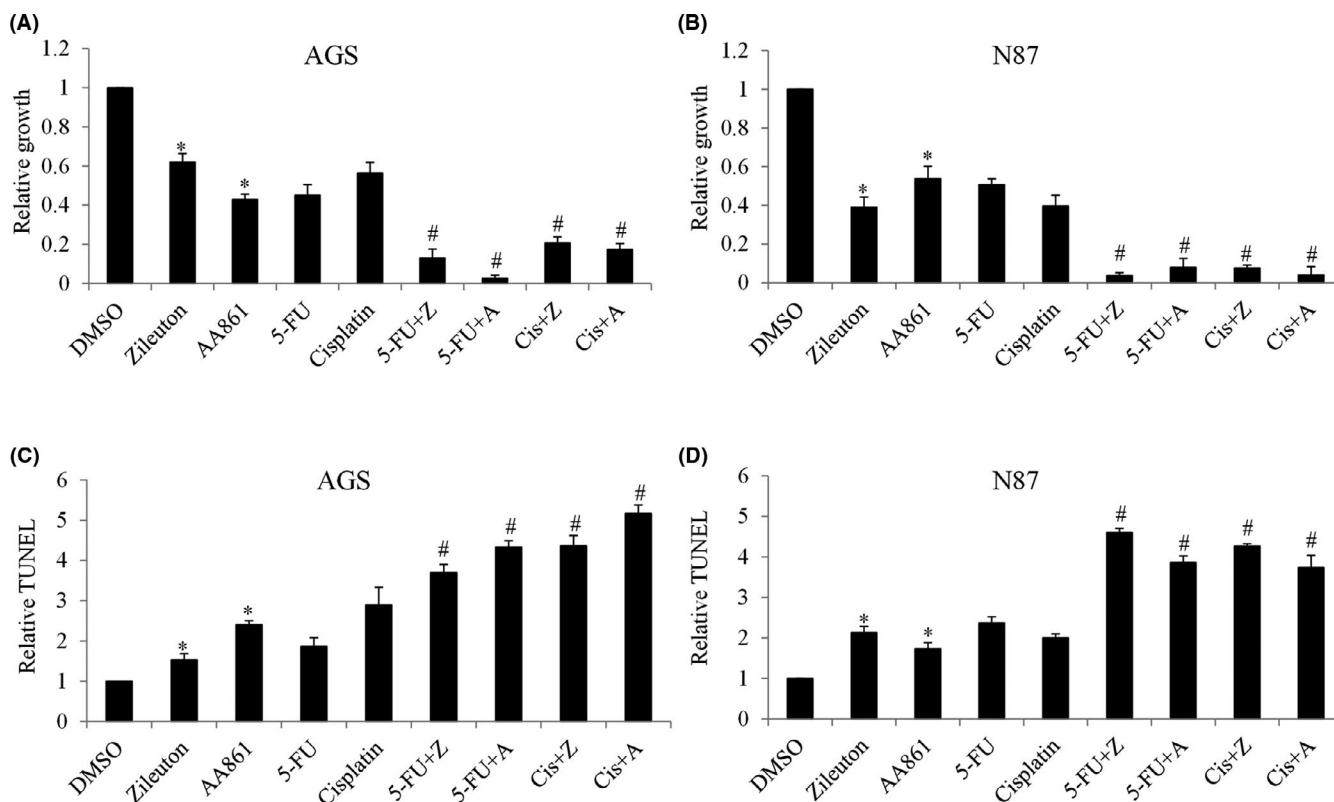 (A)
AGS
Relative growth
1.2
1
0.8
0.6
0.4
0.2
0
*
*
#
#
#
#
DMSO
Zileuton
AA861
5-FU
Cisplatin
5-FU+Z
5-FU+A
Cis+Z
Cis+A
(B)
N87
Relative growth
1.2
1
0.8
0.6
0.4
0.2
0
*
*
#
#
#
#
DMSO
Zileuton
AA861
5-FU
Cisplatin
5-FU+Z
5-FU+A
Cis+Z
Cis+A
(C)
AGS
Relative TUNEL
6
5
4
3
2
1
0
*
*
#
#
#
#
DMSO
Zileuton
AA861
5-FU
Cisplatin
5-FU+Z
5-FU+A
Cis+Z
Cis+A
(D)
N87
Relative TUNEL
6
5
4
3
2
1
0
*
*
#
#
#
#
DMSO
Zileuton
AA861
5-FU
Cisplatin
5-FU+Z
5-FU+A
Cis+Z
Cis+A